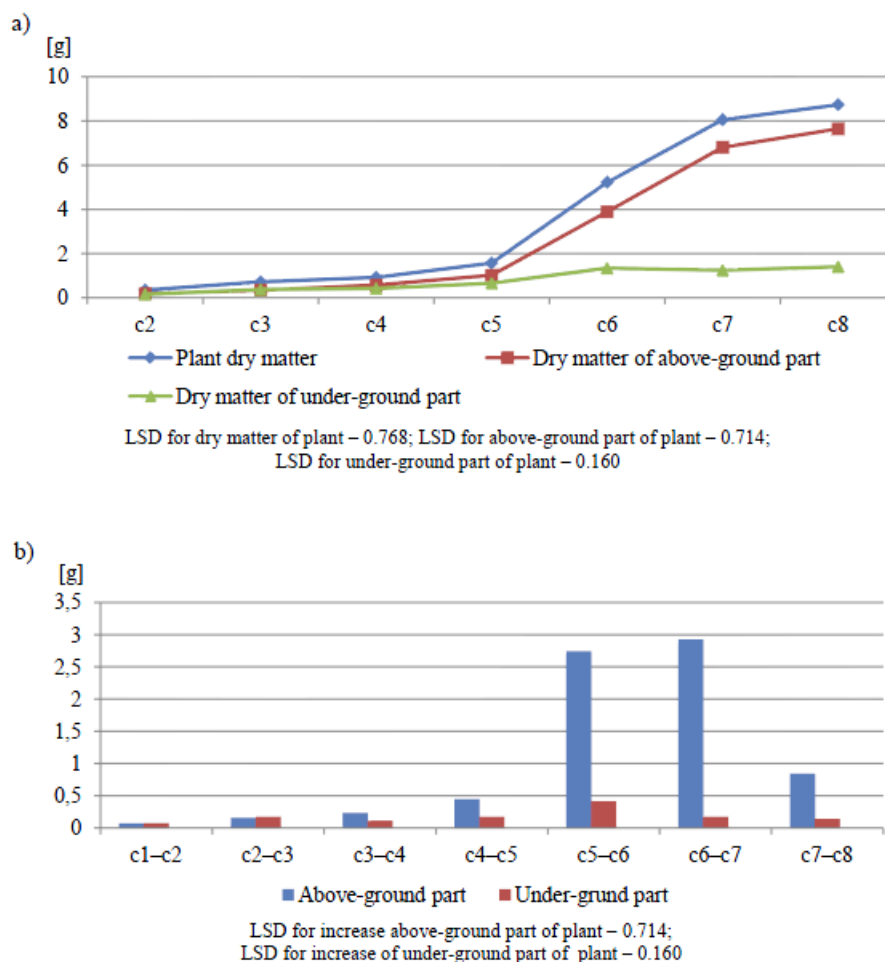 a)
[g]
10
8
6
4
2
0
c2 c3 c4 c5 c6 c7 c8
Plant dry matter Dry matter of above-ground part
Dry matter of under-ground part
LSD for dry matter of plant – 0.768; LSD for above-ground part of plant – 0.714;
LSD for under-ground part of plant – 0.160
b)
[g]
3,5
3
2,5
2
1,5
1
0,5
0
c1–c2 c2–c3 c3–c4 c4–c5 c5–c6 c6–c7 c7–c8
Above-ground part Under-grund part
LSD for increase above-ground part of plant – 0.714;
LSD for increase of under-ground part of plant – 0.160